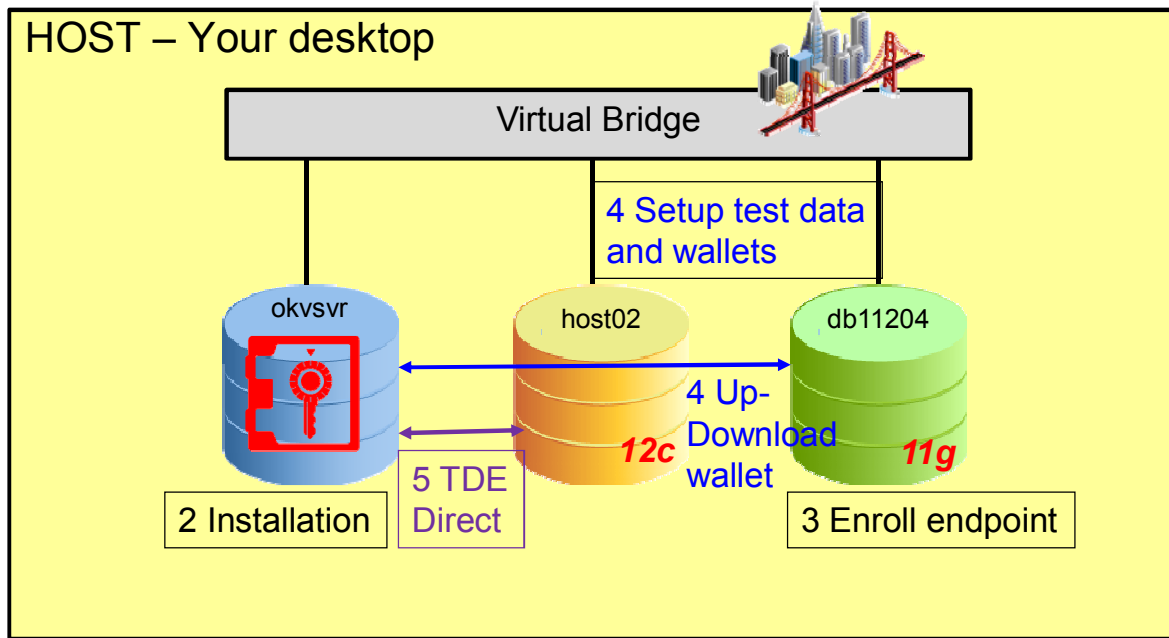 HOST – Your desktop
Virtual Bridge
4 Setup test data
and wallets
okvsvr
host02
db11204
12c
4 Up-
Download
wallet
11g
5 TDE
Direct
2 Installation
3 Enroll endpoint